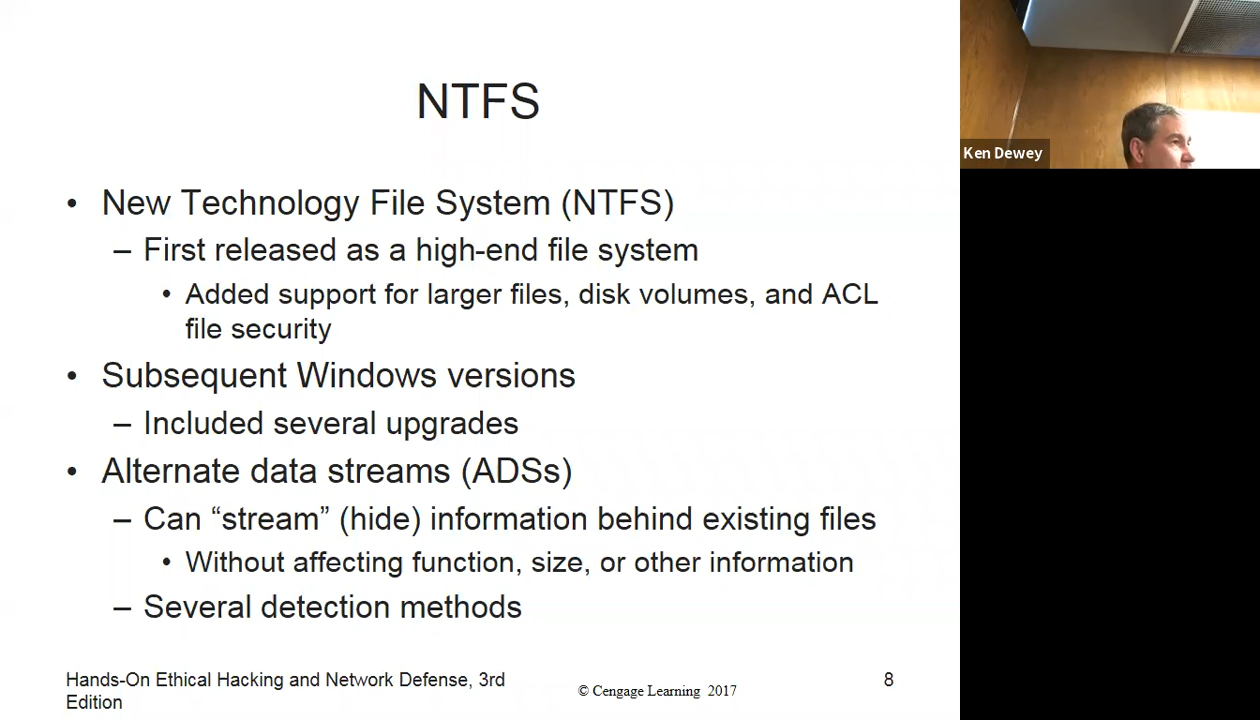 NTFS
• New Technology File System (NTFS)
– First released as a high-end file system
• Added support for larger files, disk volumes, and ACL
file security
• Subsequent Windows versions
– Included several upgrades
• Alternate data streams (ADSs)
– Can “stream” (hide) information behind existing files
• Without affecting function, size, or other information
– Several detection methods
Hands-On Ethical Hacking and Network Defense, 3rd
Edition
© Cengage Learning 2017
8
Ken Dewey